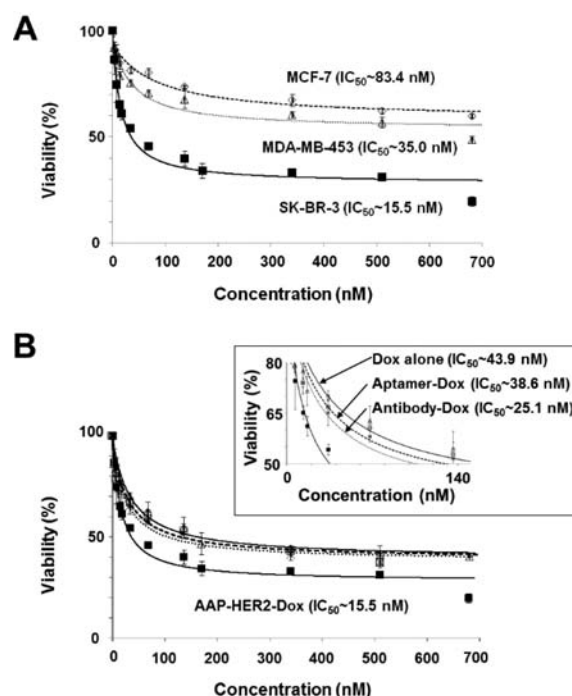 A
100
50
0
Viability (%)
MCF-7 (IC50~83.4 nM)
MDA-MB-453 (IC50~35.0 nM)
SK-BR-3 (IC50~15.5 nM)
0 100 200 300 400 500 600 700
Concentration (nM)
B
100
50
0
Viability (%)
80
65
50
Viability (%)
Dox alone (IC50~43.9 nM)
Aptamer-Dox (IC50~38.6 nM)
Antibody-Dox (IC50~25.1 nM)
0 140
Concentration (nM)
AAP-HER2-Dox (IC50~15.5 nM)
0 100 200 300 400 500 600 700
Concentration (nM)